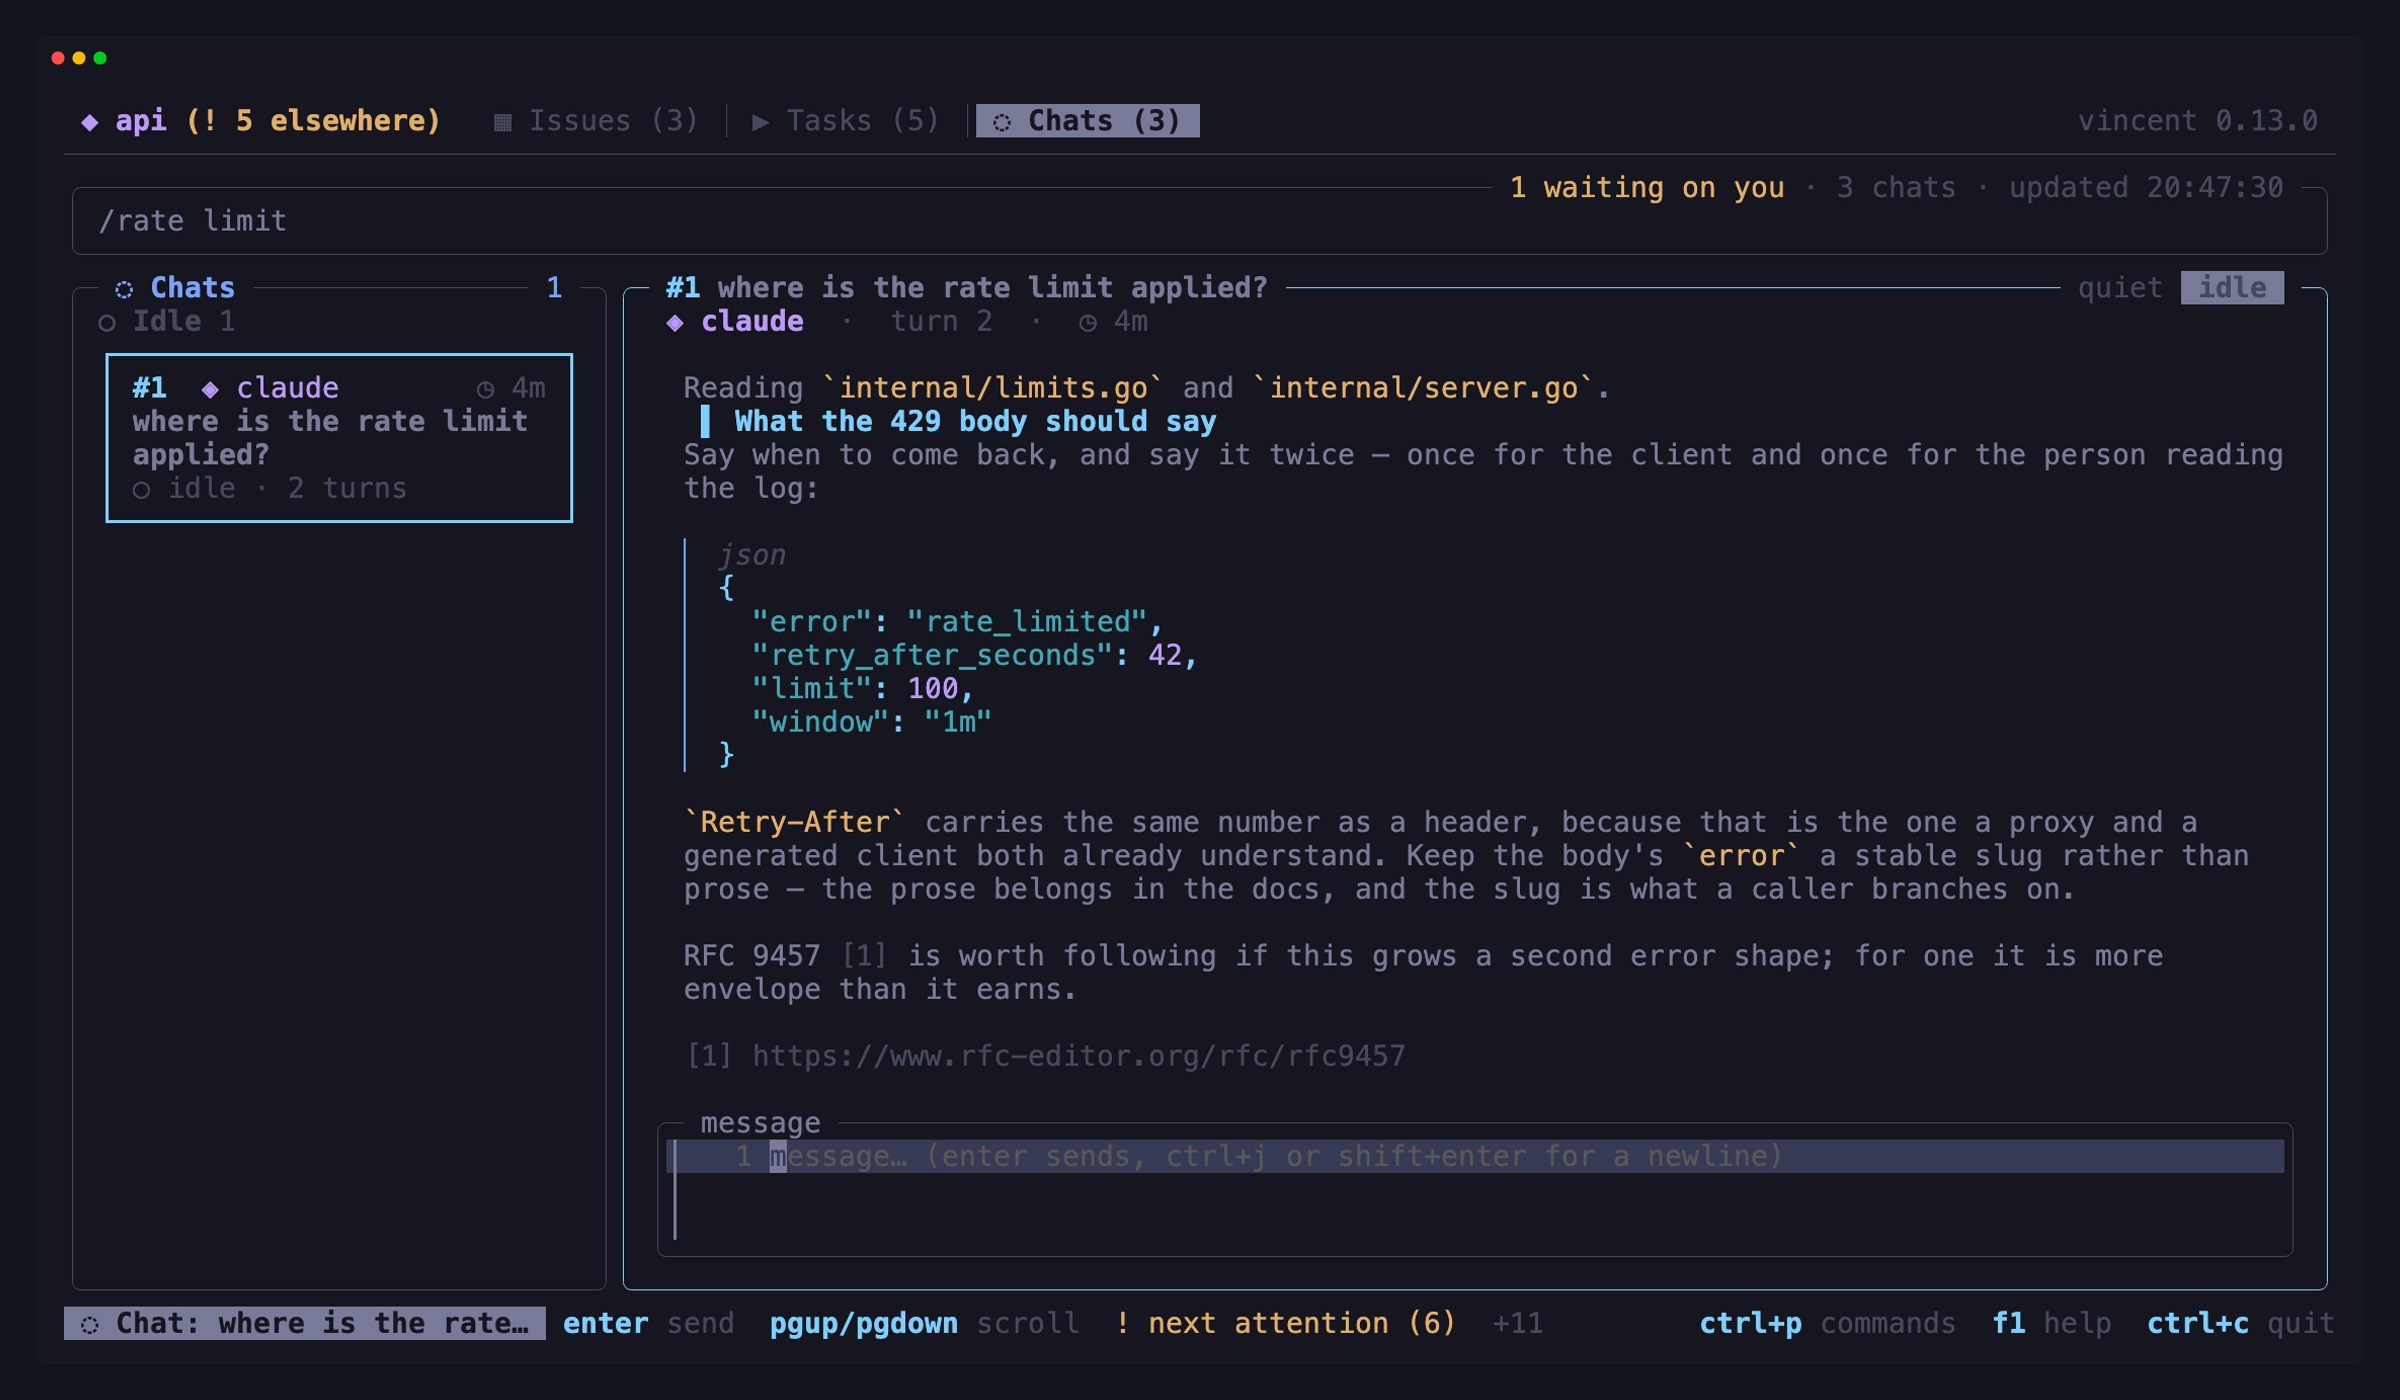 ◆ api (! 5 elsewhere) ▦ Issues (3) ▶ Tasks (5) ◌ Chats (3) vincent 0.13.0
1 waiting on you · 3 chats · updated 20:47:30
/rate limit
◌ Chats 1
○ Idle 1
#1 ◈ claude ◷ 4m
where is the rate limit
applied?
○ idle · 2 turns
#1 where is the rate limit applied? quiet idle
◈ claude · turn 2 · ◷ 4m
Reading `internal/limits.go` and `internal/server.go`.
▌ What the 429 body should say
Say when to come back, and say it twice — once for the client and once for the person reading
the log:
json
{
"error": "rate_limited",
"retry_after_seconds": 42,
"limit": 100,
"window": "1m"
}
`Retry-After` carries the same number as a header, because that is the one a proxy and a
generated client both already understand. Keep the body's `error` a stable slug rather than
prose — the prose belongs in the docs, and the slug is what a caller branches on.
RFC 9457 [1] is worth following if this grows a second error shape; for one it is more
envelope than it earns.
[1] https://www.rfc-editor.org/rfc/rfc9457
message
1 message… (enter sends, ctrl+j or shift+enter for a newline)
◌ Chat: where is the rate… enter send pgup/pgdown scroll ! next attention (6) +11 ctrl+p commands f1 help ctrl+c quit